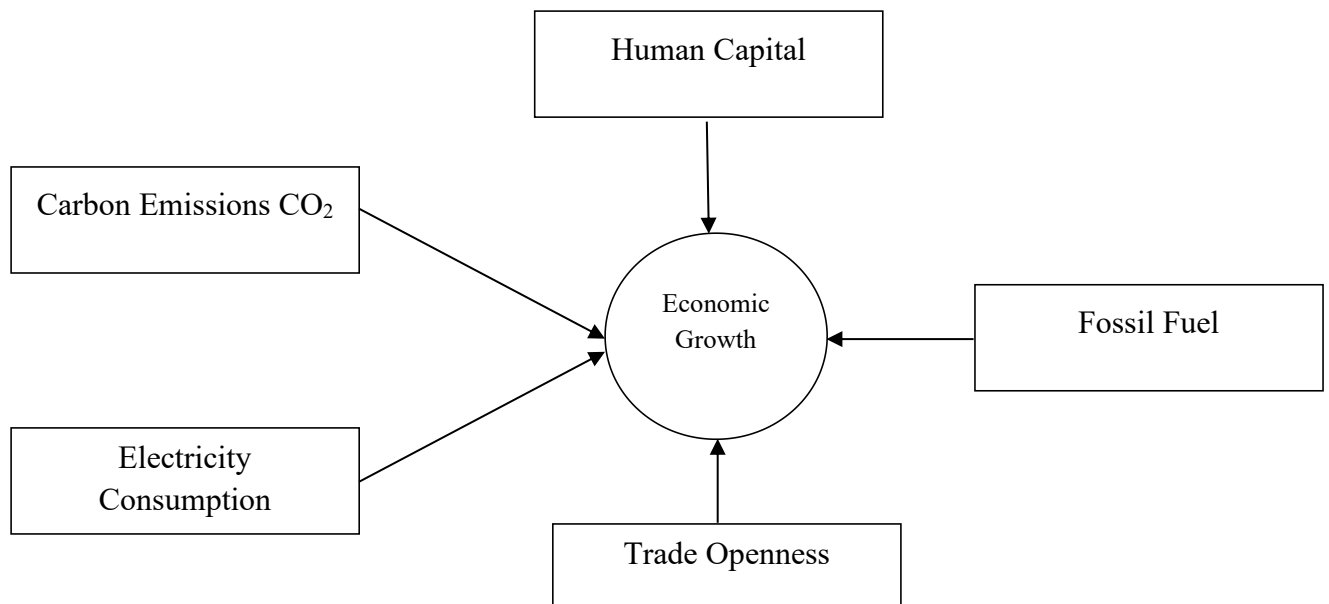 Human Capital
Carbon Emissions CO₂
Economic
Growth
Fossil Fuel
Electricity
Consumption
Trade Openness